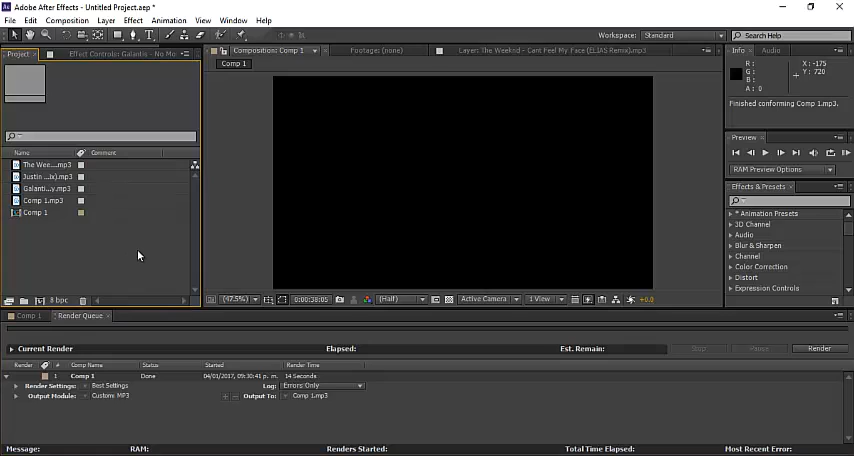 Ae Adobe After Effects - Untitled Project.aep *
File Edit Composition Layer Effect Animation View Window Help
Workspace: Standard Search Help
Project Effect Controls: Galantis - No Mo
Composition: Comp 1 Footage: (none) Layer: The Weeknd - Cant Feel My Face (ELIAS Remix).mp3
Info Audio
Comp 1
R :
G :
B :
A : 0
X : -175
Y : 720
Finished conforming Comp 1.mp3.
Preview
RAM Preview Options
Name Comment
The Wee....mp3
Justin ...ix).mp3
Galanti...y.mp3
Comp 1.mp3
Comp 1
Effects & Presets
* Animation Presets
3D Channel
Audio
Blur & Sharpen
Channel
Color Correction
Distort
Expression Controls
8 bpc
(47.5%) 0:00:38:05 (Half) Active Camera 1 View +0.0
Comp 1 Render Queue
Current Render Elapsed: Est. Remain: Stop Pause Render
Render # Comp Name Status Started Render Time
1 Comp 1 Done 04/01/2017, 09:30:41 p. m. 14 Seconds
Render Settings: Best Settings Log: Errors Only
Output Module: Custom: MP3 Output To: Comp 1.mp3
Message: RAM: Renders Started: Total Time Elapsed: Most Recent Error: